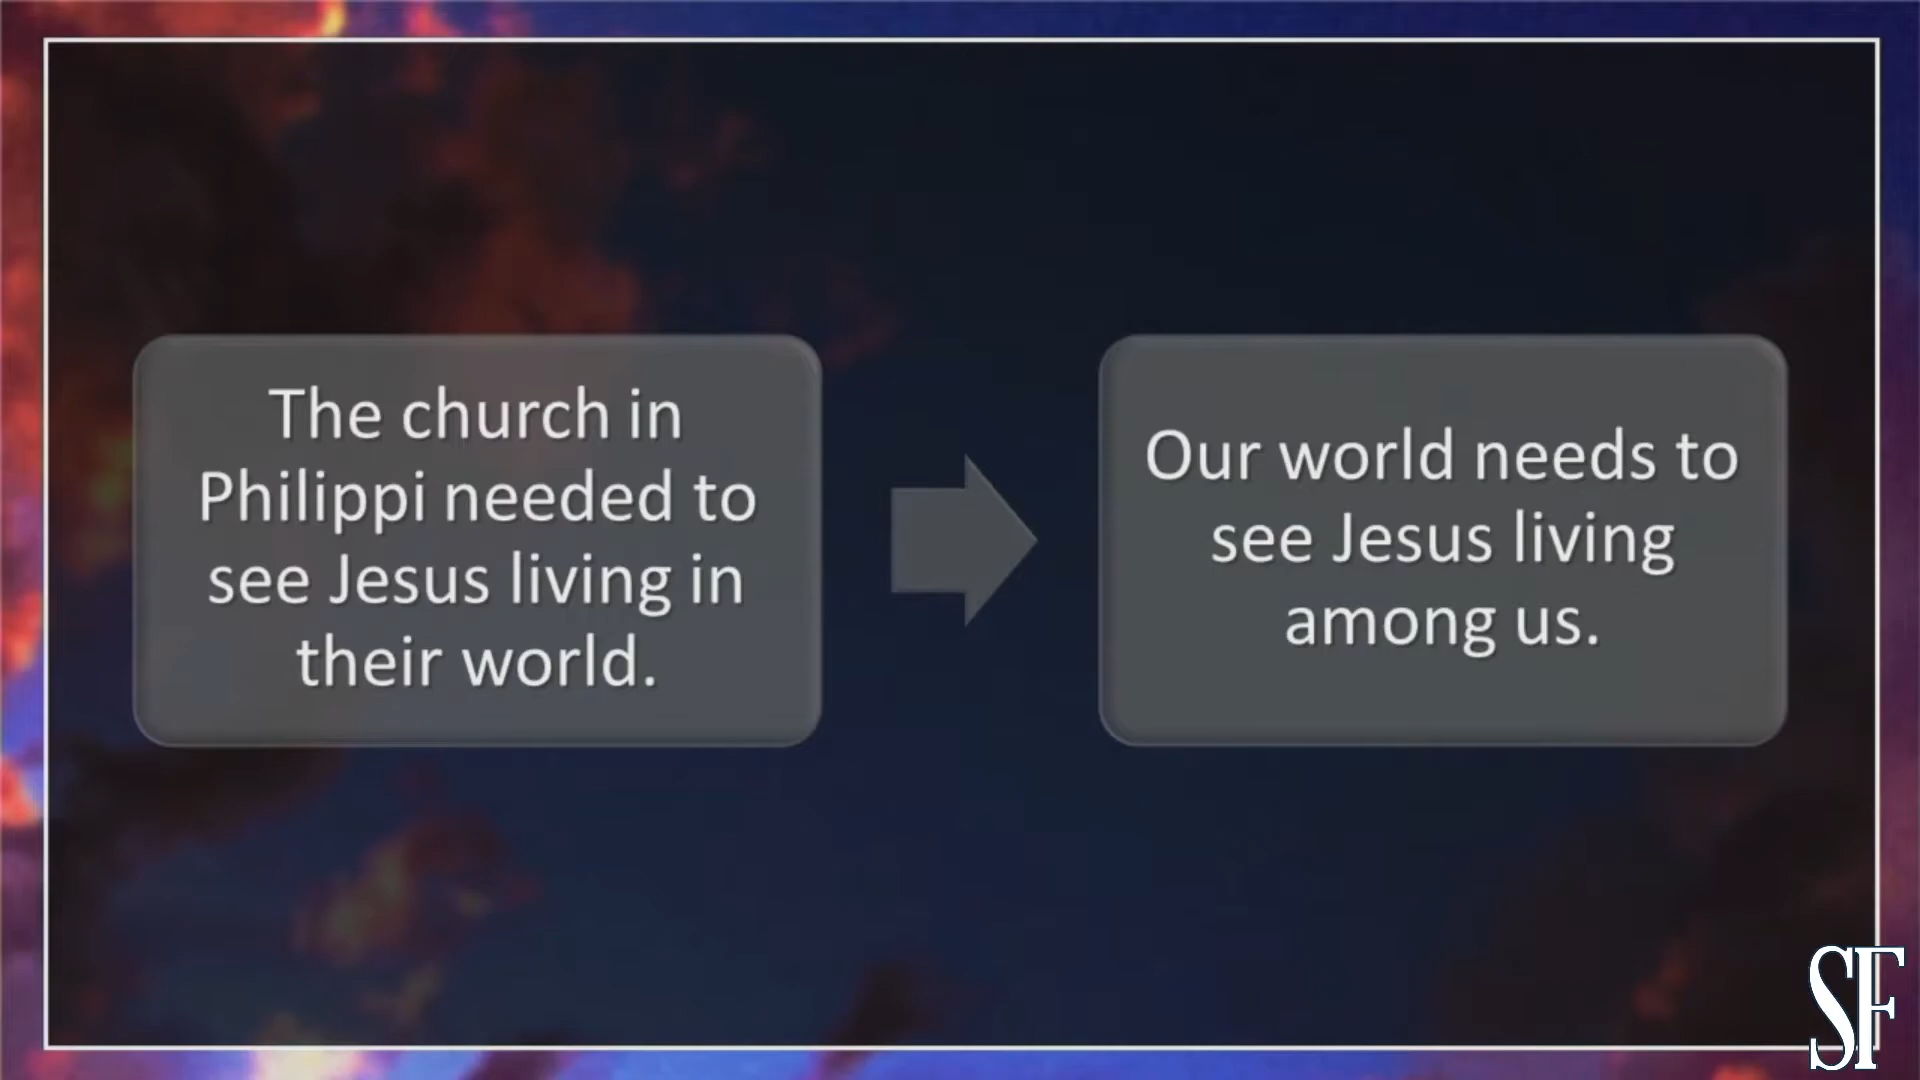 The church in
Philippi needed to
see Jesus living in
their world.
Our world needs to
see Jesus living
among us.
SF